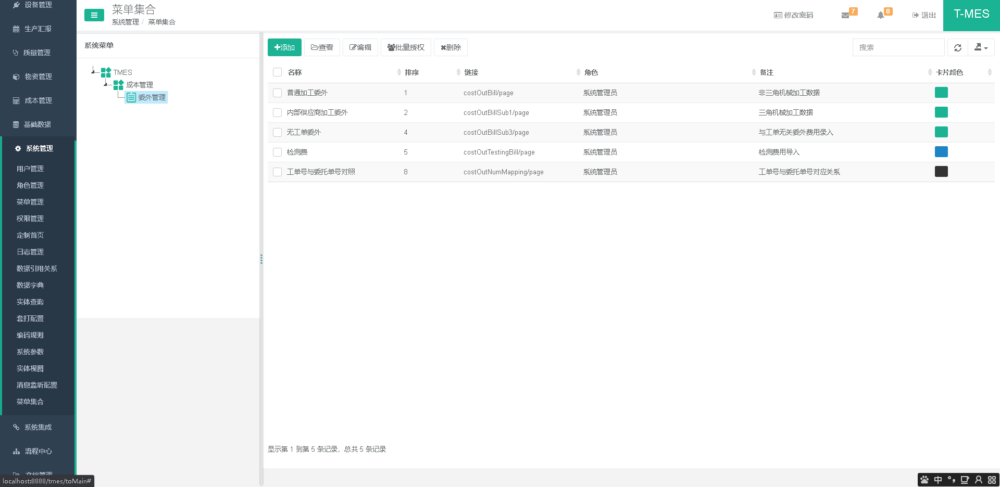 设备管理
生产汇报
质量管理
物资管理
成本管理
基础数据
系统管理
用户管理
角色管理
菜单管理
权限管理
定制首页
日志管理
数据引用关系
数据字典
实体查询
套打配置
编码规则
系统参数
实体视图
消息监听配置
菜单集合
系统集成
流程中心
文档管理
localhost:8888/tmes/toMain#
菜单集合
系统管理 / 菜单集合
修改密码 7 0 退出 T-MES
系统菜单
TMES
成本管理
委外管理
添加 查看 编辑 批量授权 删除 搜索
名称 排序 链接 角色 备注 卡片颜色
普通加工委外 1 costOutBill/page 系统管理员 非三角机械加工数据
内部供应商加工委外 2 costOutBillSub1/page 系统管理员 三角机械加工数据
无工单委外 4 costOutBillSub3/page 系统管理员 与工单无关委外费用录入
检测费 5 costOutTestingBill/page 系统管理员 检测费用导入
工单号与委托单号对照 8 costOutNumMapping/page 系统管理员 工单号与委托单号对应关系
显示第 1 到第 5 条记录，总共 5 条记录
中